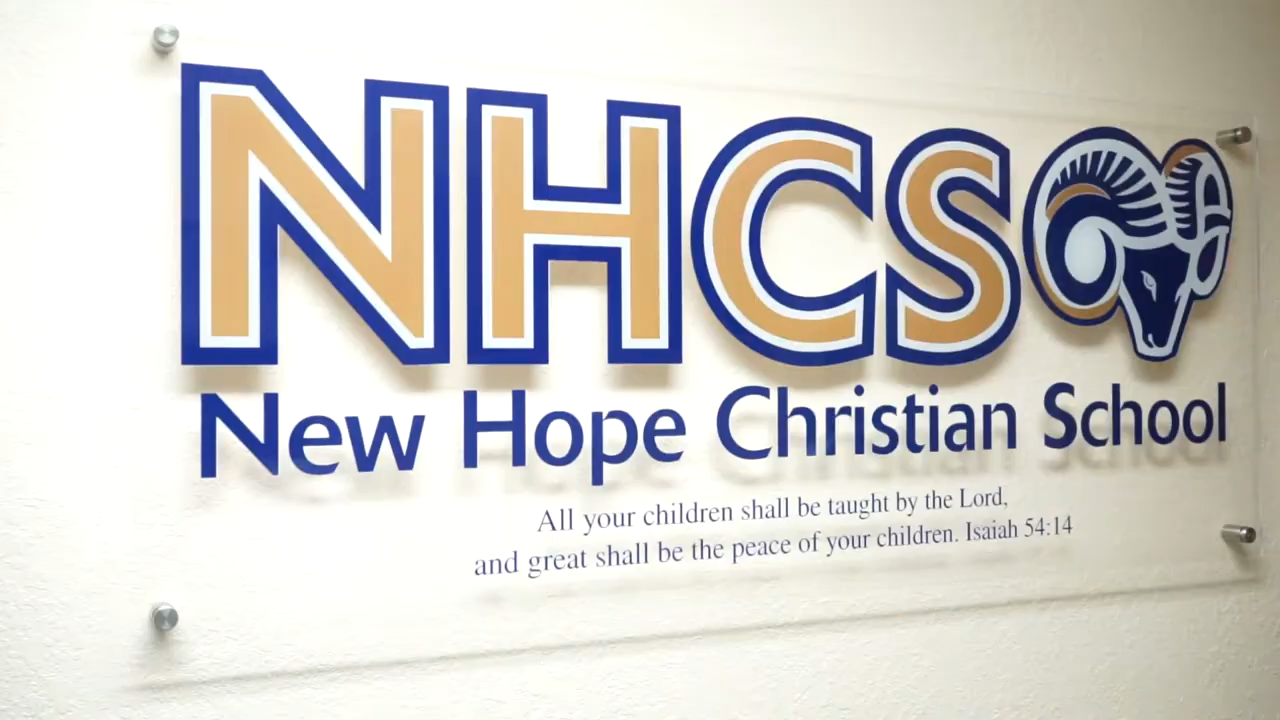 NHCS
New Hope Christian School
All your children shall be taught by the Lord,
and great shall be the peace of your children. Isaiah 54:14